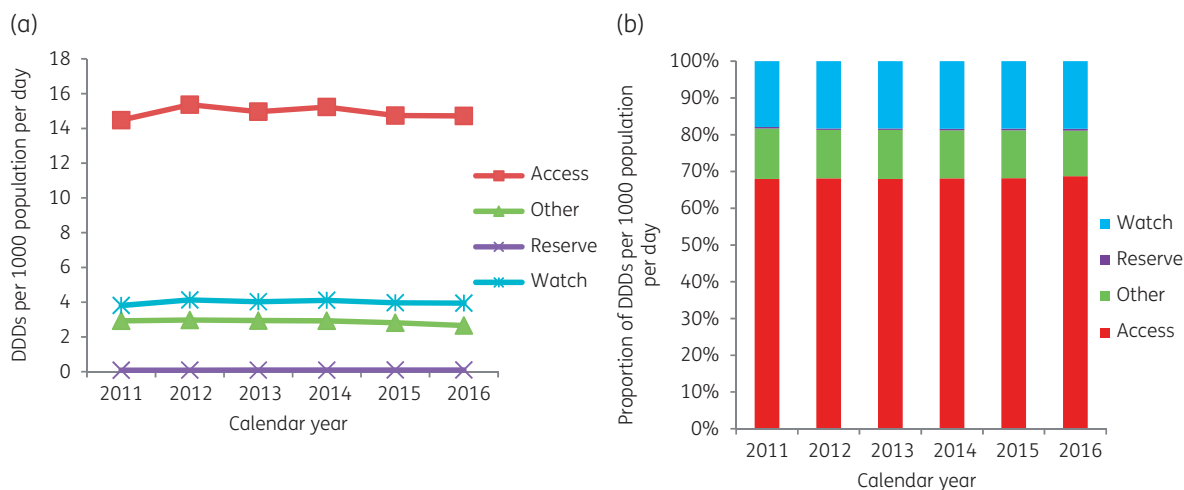 (a)
DDDs per 1000 population per day
18
16
14
12
10
8
6
4
2
0
2011 2012 2013 2014 2015 2016
Calendar year
Access
Other
Reserve
Watch
(b)
Proportion of DDDs per 1000 population
per day
100%
90%
80%
70%
60%
50%
40%
30%
20%
10%
0%
2011 2012 2013 2014 2015 2016
Calendar year
Watch
Reserve
Other
Access